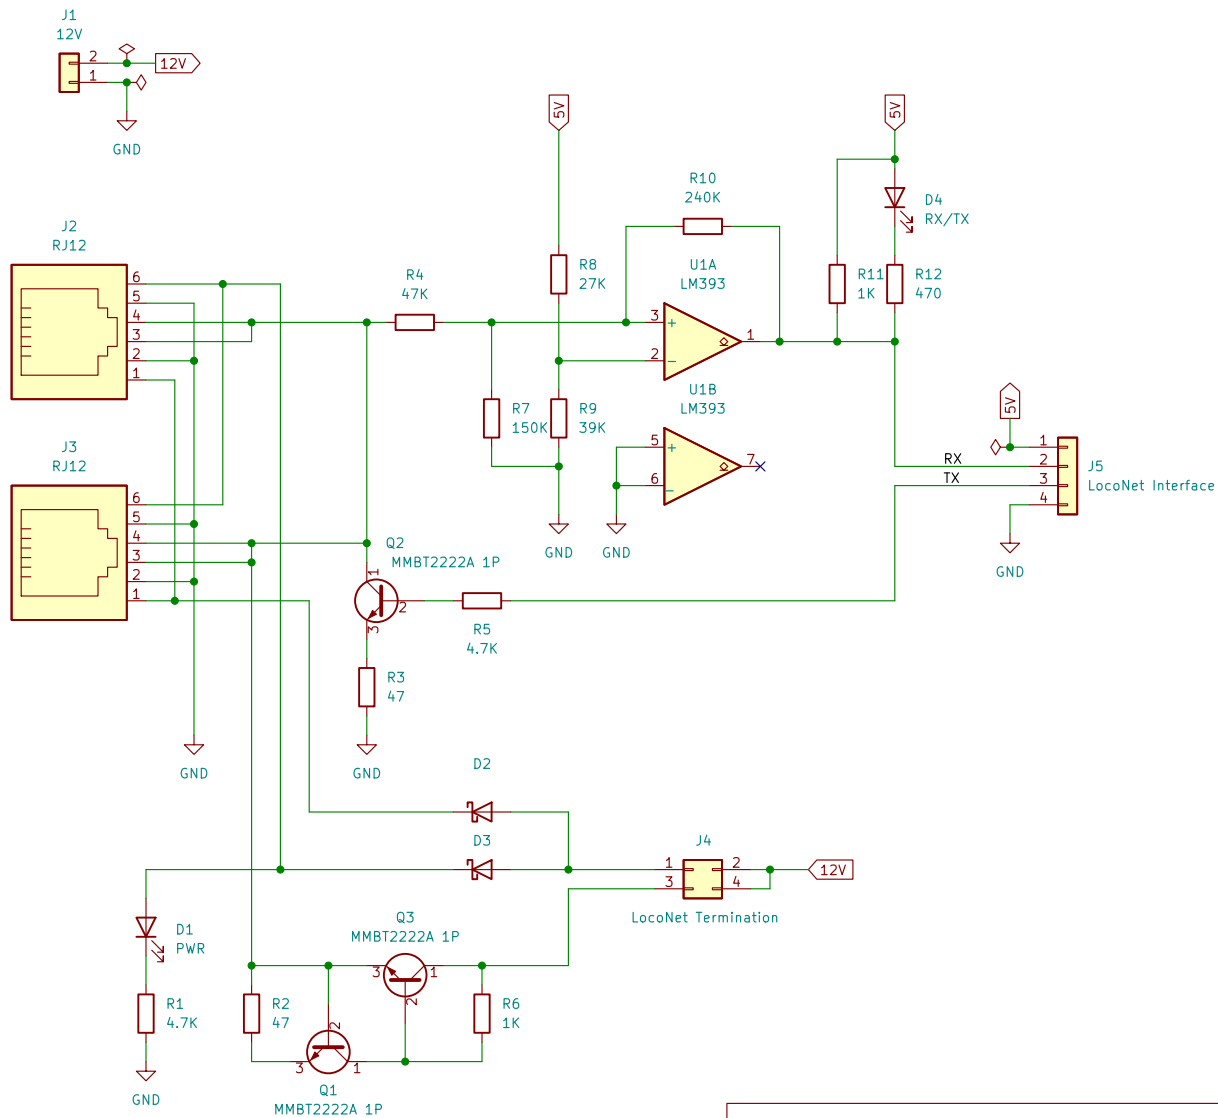 J1
12V
2
1
12V
GND
5V
5V
R10
240K
D4
RX/TX
J2
RJ12
6
5
4
3
2
1
R4
47K
R8
27K
U1A
LM393
3
+
2
-
1
R11
1K
R12
470
R7
150K
R9
39K
U1B
LM393
5
+
6
-
7
5V
1
2
3
4
RX
TX
J5
LocoNet Interface
GND
GND
GND
J3
RJ12
6
5
4
3
2
1
Q2
MMBT2222A 1P
1
2
3
R5
4.7K
R3
47
GND
GND
D2
D3
J4
1
3
2
4
12V
LocoNet Termination
D1
PWR
R1
4.7K
GND
Q3
MMBT2222A 1P
3
1
2
R2
47
R6
1K
2
3
1
Q1
MMBT2222A 1P